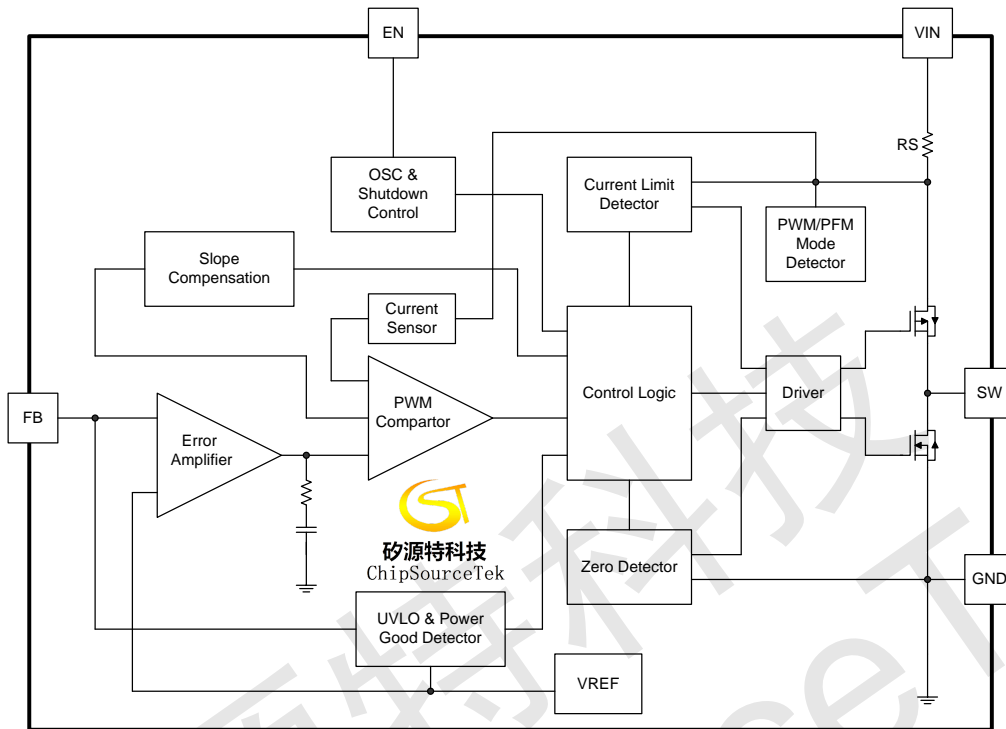 EN
VIN
RS
OSC &
Shutdown
Control
Current Limit
Detector
PWM/PFM
Mode
Detector
Slope
Compensation
Current
Sensor
FB
Error
Amplifier
PWM
Compartor
Control Logic
Driver
SW
矽源特科技
ChipSourceTek
Zero Detector
GND
UVLO & Power
Good Detector
VREF